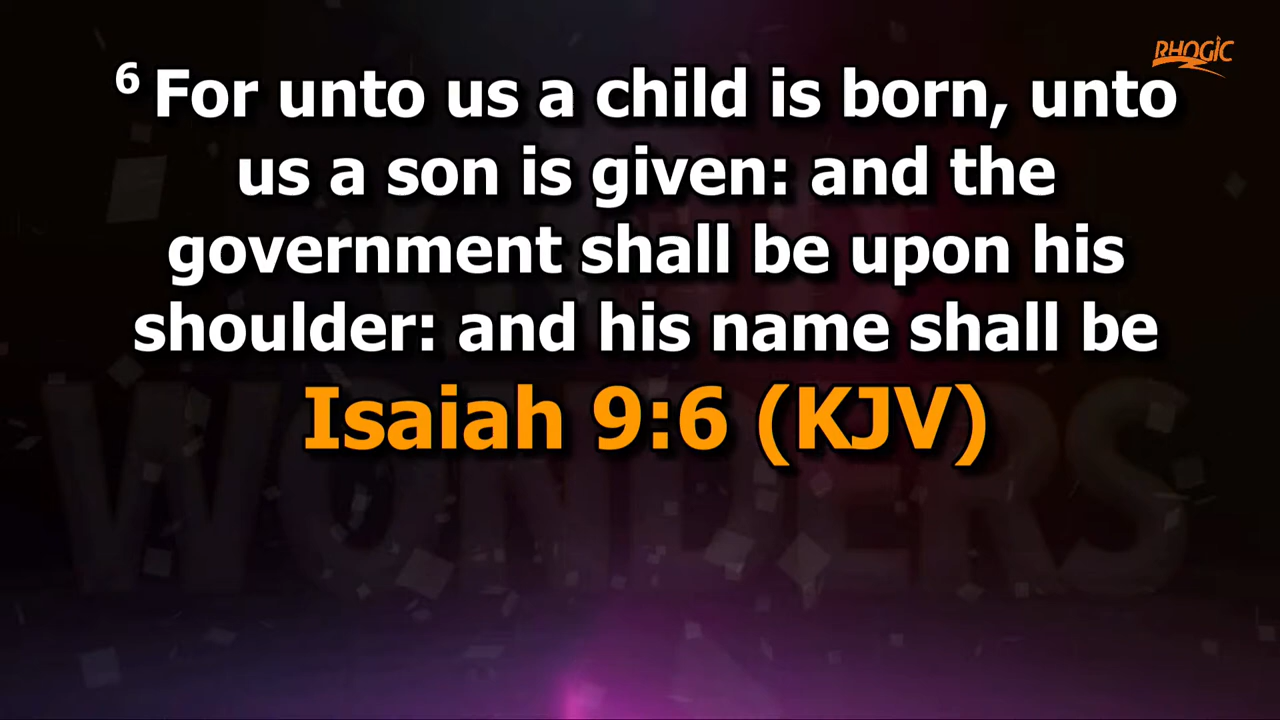 RHOGIC
6 For unto us a child is born, unto
us a son is given: and the
government shall be upon his
shoulder: and his name shall be
Isaiah 9:6 (KJV)
WONDERS